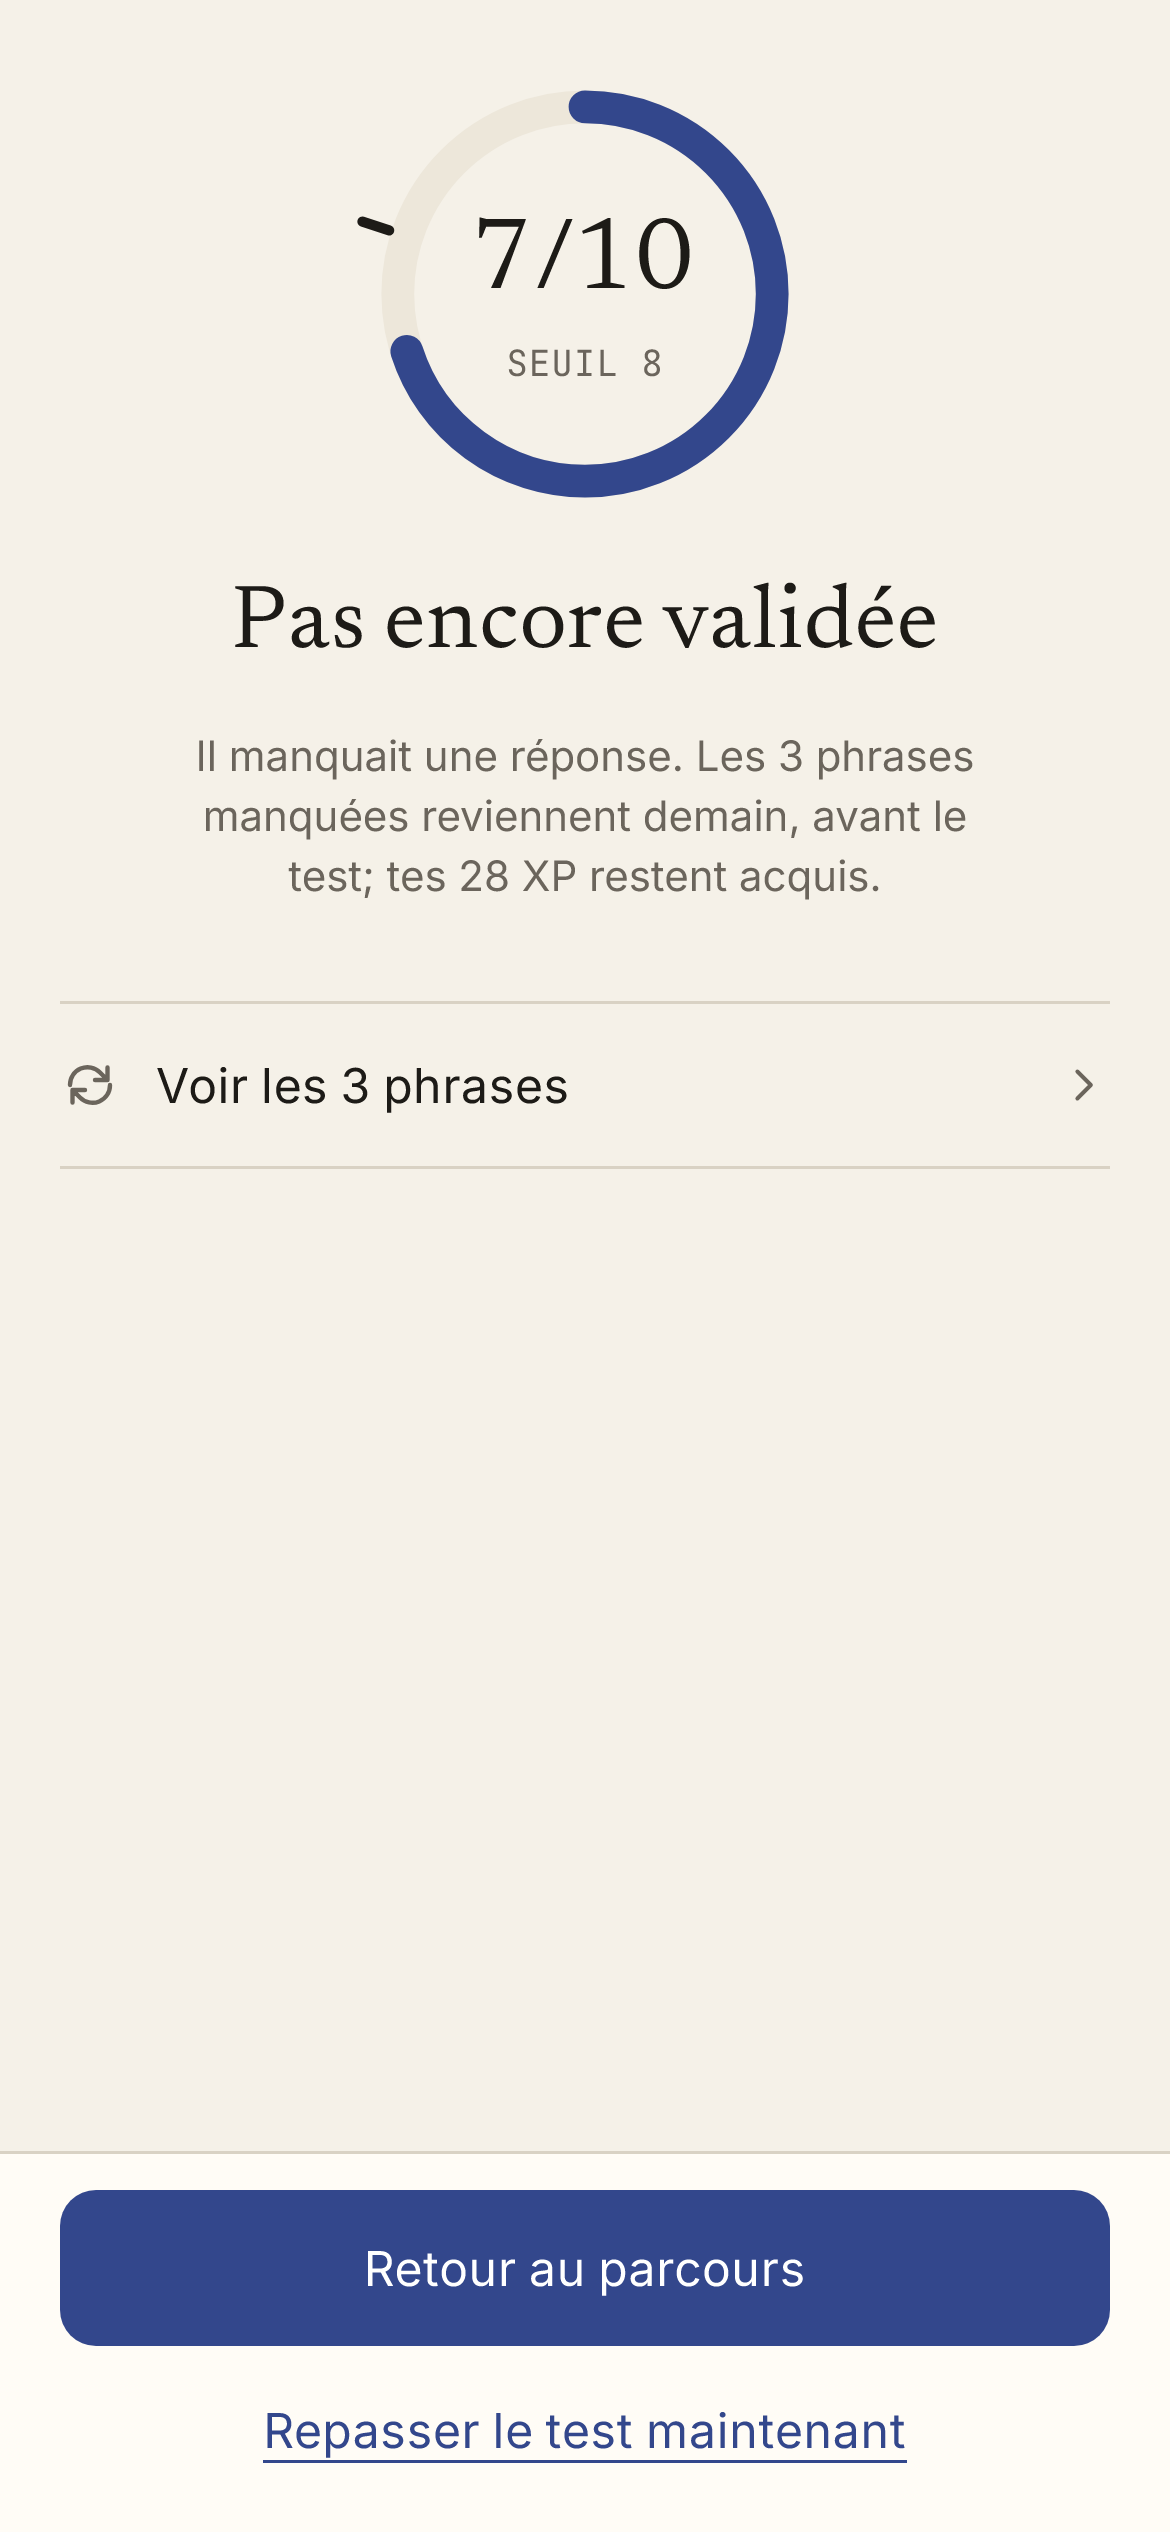 7/10
SEUIL 8
Pas encore validée
Il manquait une réponse. Les 3 phrases
manquées reviennent demain, avant le
test; tes 28 XP restent acquis.
Voir les 3 phrases
Retour au parcours
Repasser le test maintenant